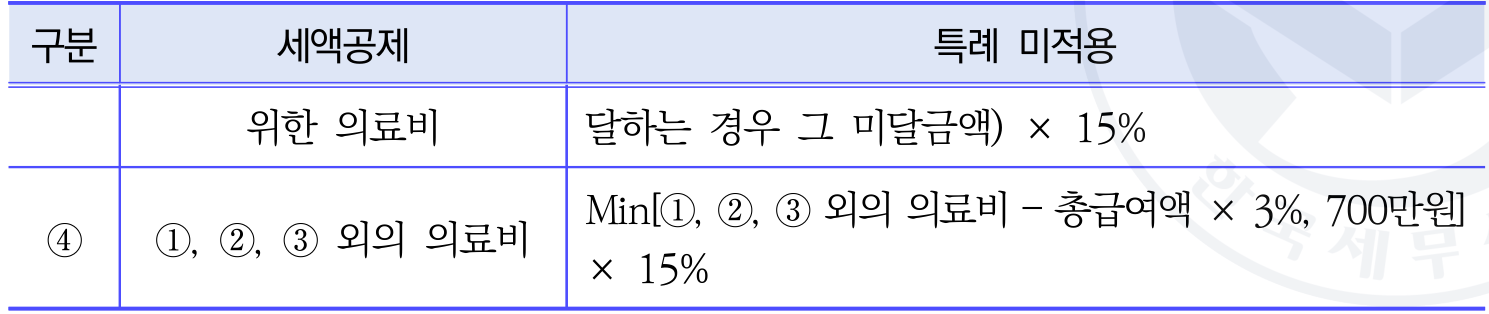 구분 세액공제 특례 미적용
위한 의료비 달하는 경우 그 미달금액) × 15%
④ ①, ②, ③ 외의 의료비 Min[①, ②, ③ 외의 의료비 - 총급여액 × 3%, 700만원]
× 15%